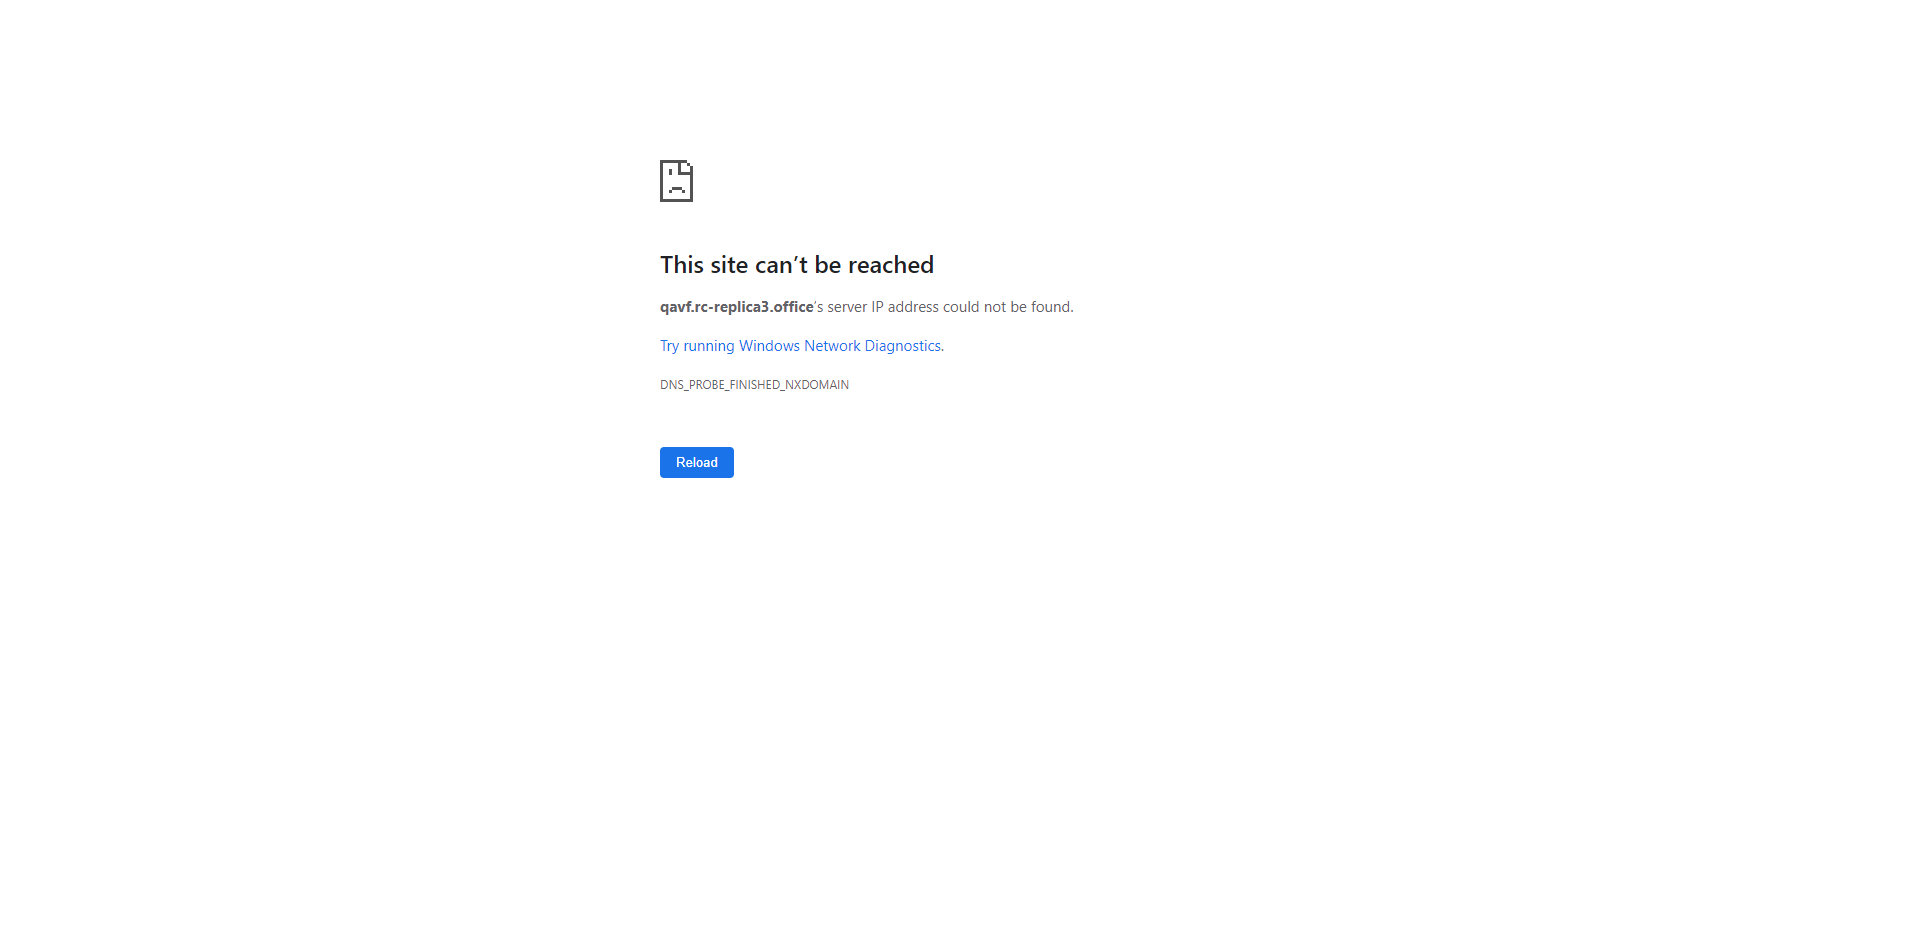 This site can’t be reached
qavf.rc-replica3.office’s server IP address could not be found.
Try running Windows Network Diagnostics.
DNS_PROBE_FINISHED_NXDOMAIN
Reload